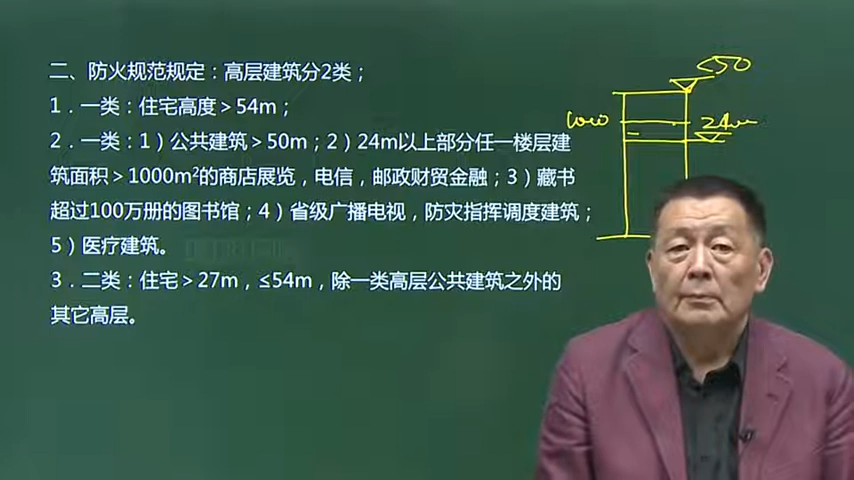 二、防火规范规定：高层建筑分2类；
1．一类：住宅高度＞54m；
2．一类：1）公共建筑＞50m；2）24m以上部分任一楼层建
筑面积＞1000m²的商店展览，电信，邮政财贸金融；3）藏书
超过100万册的图书馆；4）省级广播电视，防灾指挥调度建筑；
5）医疗建筑。
3．二类：住宅＞27m，≤54m，除一类高层公共建筑之外的
其它高层。
<50
1000
24m